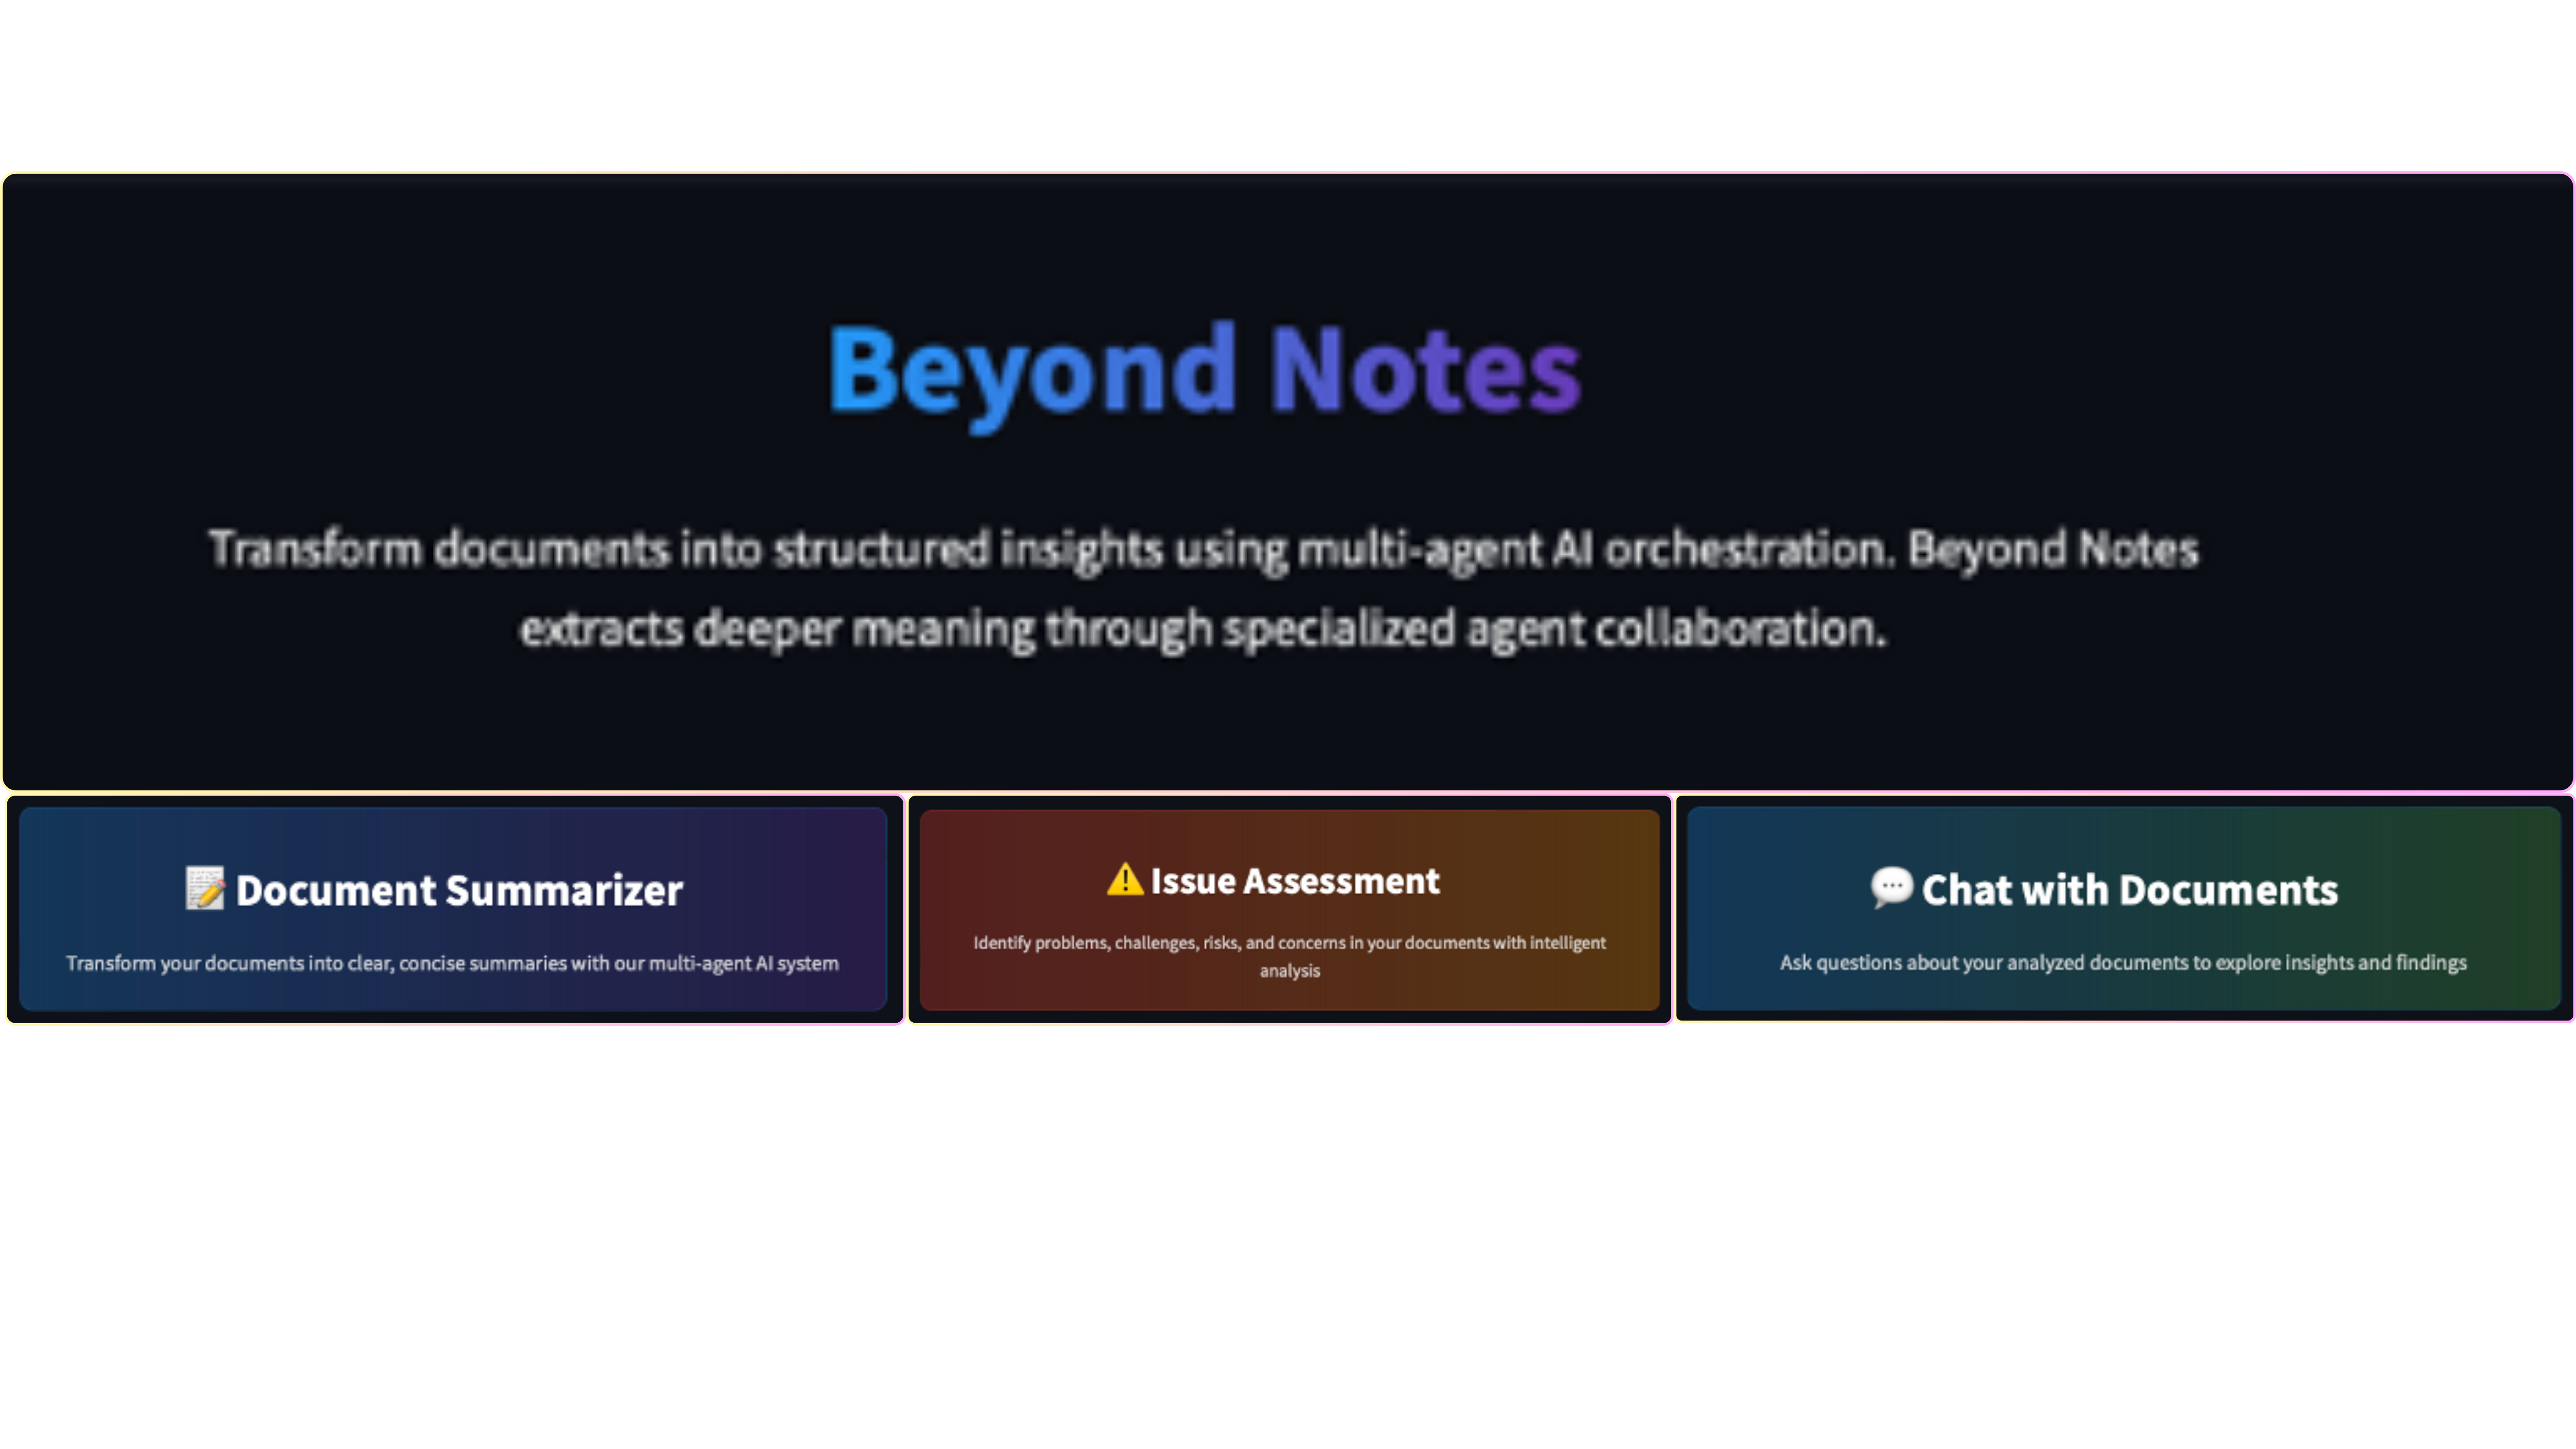 Beyond Notes
Transform documents into structured insights using multi-agent AI orchestration. Beyond Notes
extracts deeper meaning through specialized agent collaboration.
📝 Document Summarizer
Transform your documents into clear, concise summaries with our multi-agent AI system
⚠️ Issue Assessment
Identify problems, challenges, risks, and concerns in your documents with intelligent
analysis
💬 Chat with Documents
Ask questions about your analyzed documents to explore insights and findings